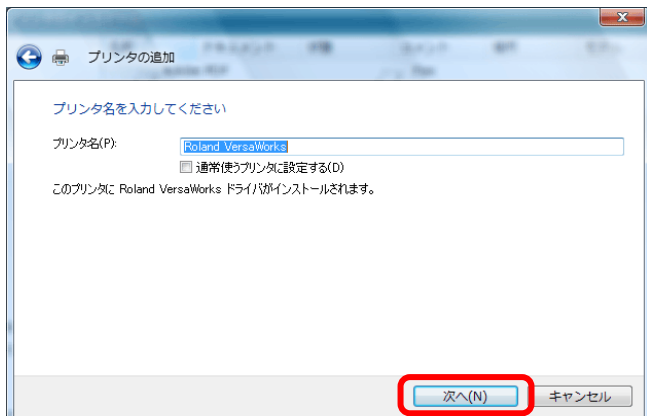 プリンタの追加
プリンタ名を入力してください
プリンタ名(P): Roland VersaWorks
通常使うプリンタに設定する(D)
このプリンタに Roland VersaWorks ドライバがインストールされます。
次へ(N) キャンセル